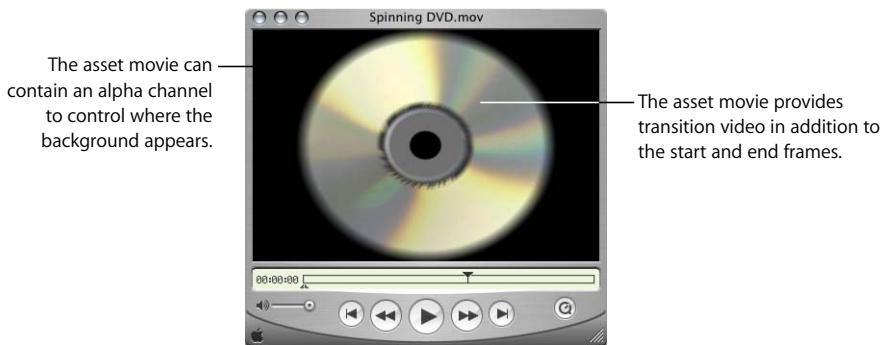 Spinning DVD.mov
The asset movie can
contain an alpha channel
to control where the
background appears.
The asset movie provides
transition video in addition to
the start and end frames.
00:00:00